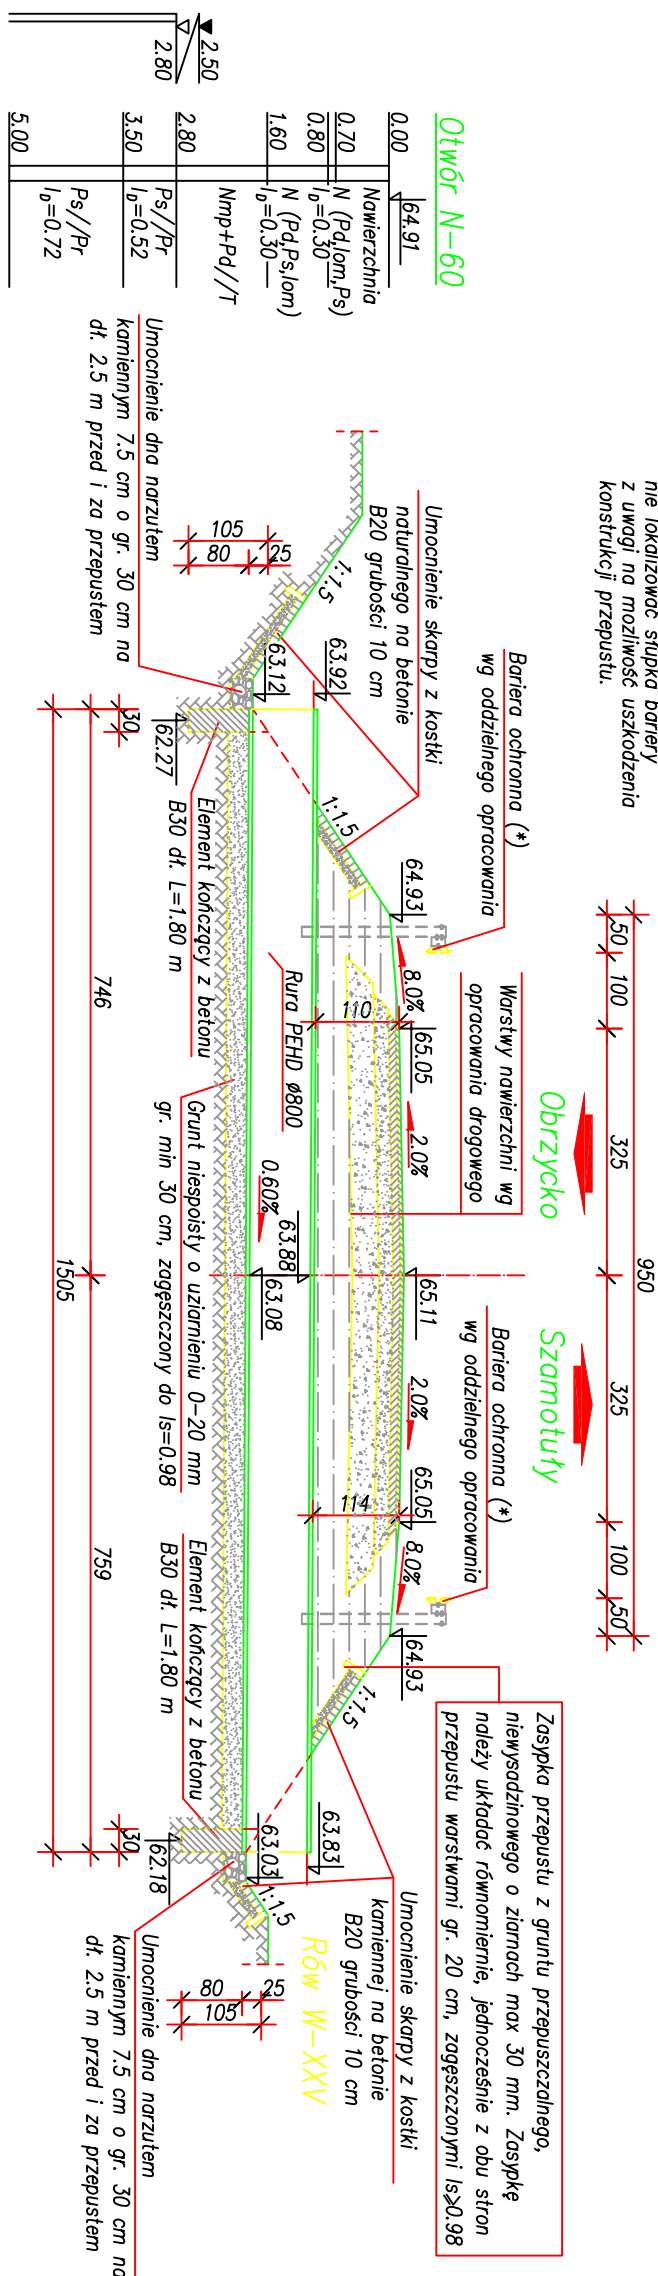 nie lokalizować słupka bariery
z uwagi na możliwość uszkodzenia
konstrukcji przepustu.
Otwór N-60
64.91
0.00
Nawierzchnia
0.70
N (Pd,lom,Ps)
0.80
I_D=0.30
N (Pd,Ps,lom)
1.60
I_D=0.30
Nmp+Pd//T
2.80
Ps//Pr
I_D=0.52
3.50
Ps//Pr
I_D=0.72
5.00
2.50
2.80
950
50
100
325
325
100
50
Obrzycko
Szamotuły
Bariera ochronna (*)
wg oddzielnego opracowania
Warstwy nawierzchni wg
opracowania drogowego
Bariera ochronna (*)
wg oddzielnego opracowania
Zasypka przepustu z gruntu przepuszczalnego,
niewysadzinowego o ziarnach max 30 mm. Zasypkę
należy układać równomiernie, jednocześnie z obu stron
przepustu warstwami gr. 20 cm, zagęszczonymi Is≥0.98
Umocnienie skarpy z kostki
naturalnego na betonie
B20 grubości 10 cm
64.93
8.0%
65.05
2.0%
65.11
2.0%
65.05
8.0%
64.93
110
114
1:1.5
1:1.5
1:1.5
1:1.5
Umocnienie skarpy z kostki
kamiennej na betonie
B20 grubości 10 cm
Rów W-XXV
63.92
63.12
63.88
63.08
63.83
63.03
0.60%
Rura PEHD ø800
105
80
25
25
80
105
62.27
62.18
30
30
Umocnienie dna narzutem
kamiennym 7.5 cm o gr. 30 cm na
dł. 2.5 m przed i za przepustem
Element kończący z betonu
B30 dł. L=1.80 m
Grunt niespoisty o uziarnieniu 0-20 mm
gr. min 30 cm, zagęszczony do Is=0.98
Element kończący z betonu
B30 dł. L=1.80 m
Umocnienie dna narzutem
kamiennym 7.5 cm o gr. 30 cm na
dł. 2.5 m przed i za przepustem
746
759
1505